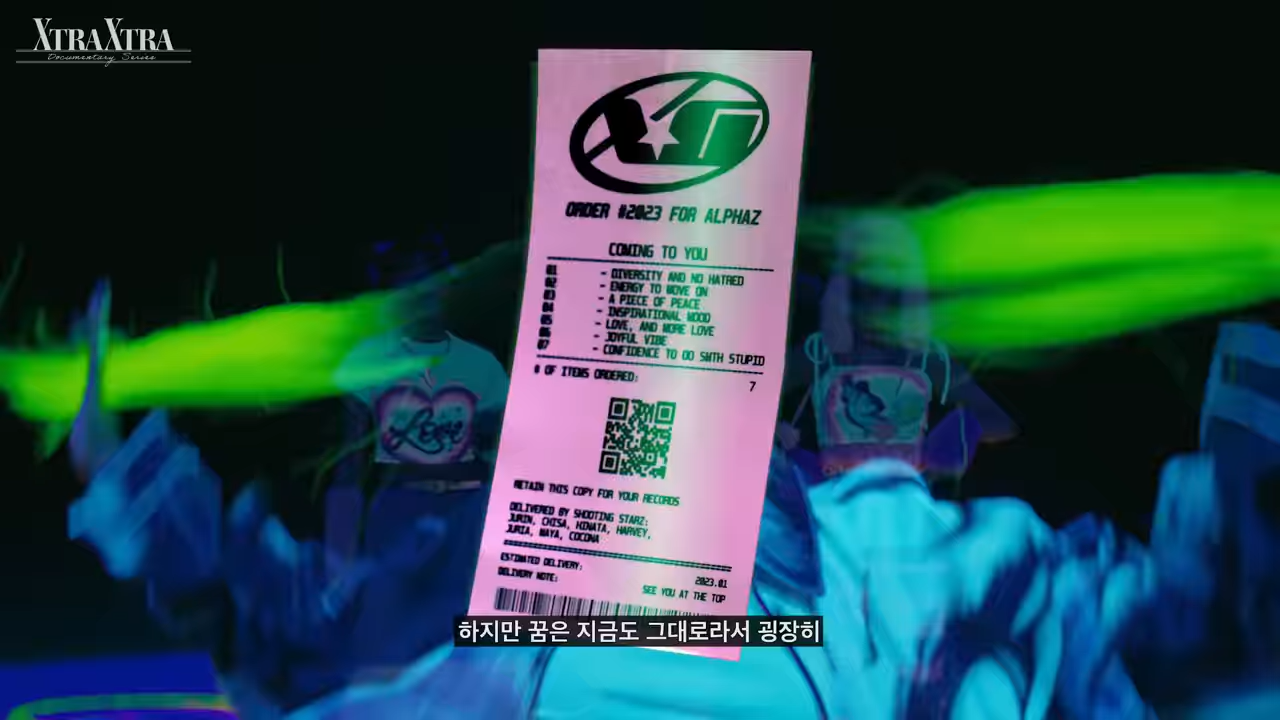 XTRAXTRA
Documentary Series
ORDER #2023 FOR ALPHAZ
COMING TO YOU
01 - DIVERSITY AND NO HATRED
02 - ENERGY TO MOVE ON
03 - A PIECE OF PEACE
04 - INSPIRATIONAL MOOD
05 - LOVE, AND MORE LOVE
06 - JOYFUL VIBE
07 - CONFIDENCE TO DO SMTH STUPID
# OF ITEMS ORDERED: 7
Love
RETAIN THIS COPY FOR YOUR RECORDS
DELIVERED BY SHOOTING STARZ:
JURIN, CHISA, HINATA, HARVEY,
JURIA, MAYA, COCONA
ESTIMATED DELIVERY: 2023.01
DELIVERY NOTE: SEE YOU AT THE TOP
하지만 꿈은 지금도 그대로라서 굉장히